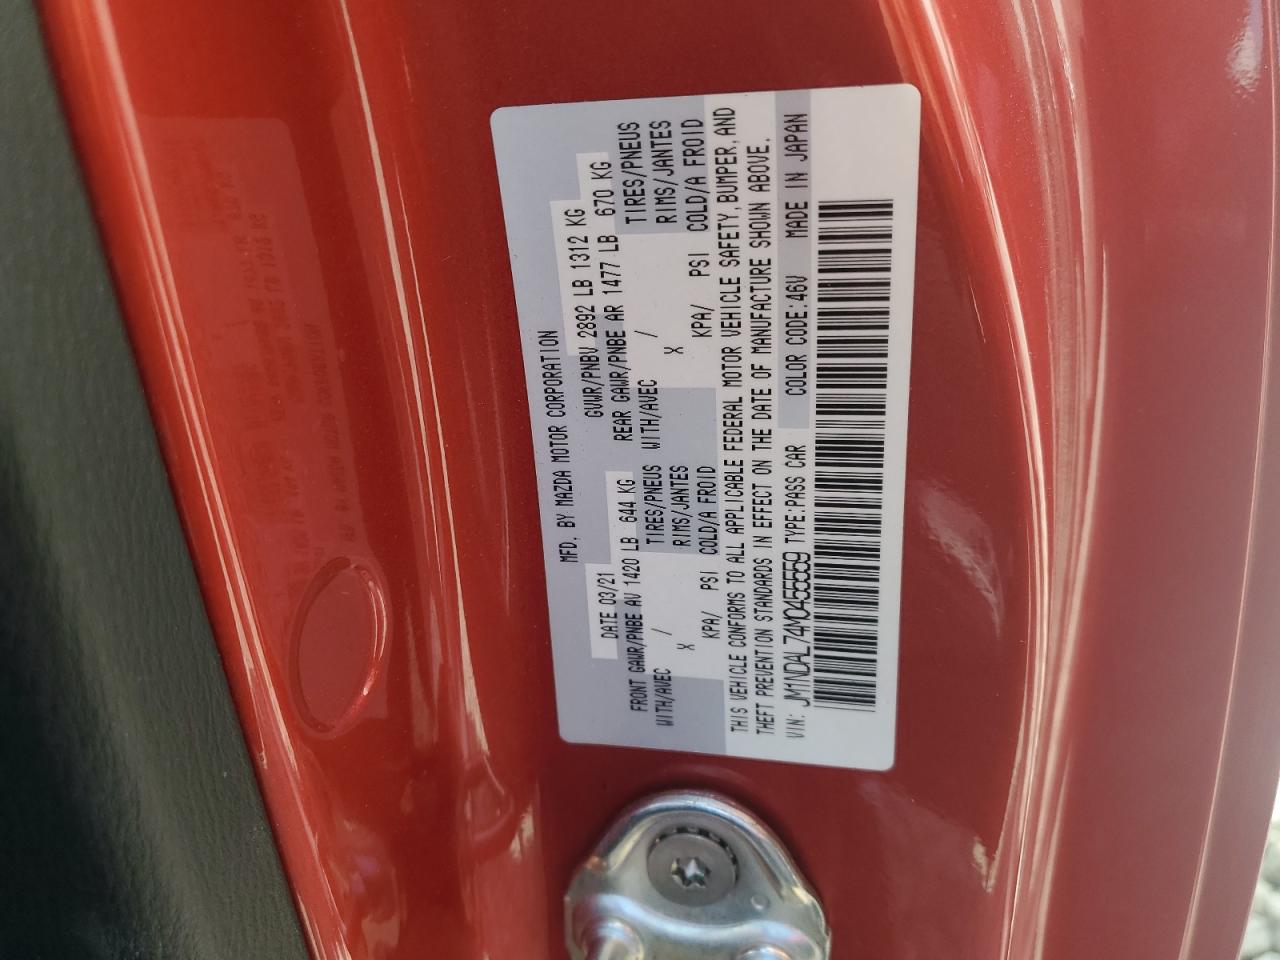 MFD. BY MAZDA MOTOR CORPORATION
DATE 03/21 GVWR/PNBV 2892 LB 1312 KG
FRONT GAWR/PNBE AV 1420 LB 644 KG REAR GAWR/PNBE AR 1477 LB 670 KG
WITH/AVEC / TIRES/PNEUS WITH/AVEC / TIRES/PNEUS
X RIMS/JANTES X RIMS/JANTES
KPA/ PSI COLD/A FROID KPA/ PSI COLD/A FROID
THIS VEHICLE CONFORMS TO ALL APPLICABLE FEDERAL MOTOR VEHICLE SAFETY,BUMPER,AND
THEFT PREVENTION STANDARDS IN EFFECT ON THE DATE OF MANUFACTURE SHOWN ABOVE.
VIN: JM1NDAL74M0455559 TYPE:PASS CAR COLOR CODE:46V MADE IN JAPAN